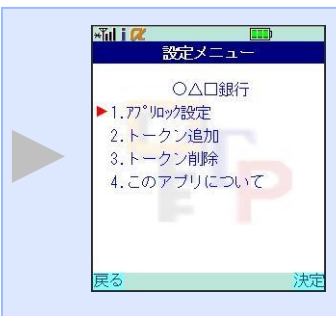 i α
設定メニュー
○△□銀行
▶1.ｱﾌﾟﾘﾛｯｸ設定
2.トークン追加
3.トークン削除
4.このアプリについて
戻る 決定